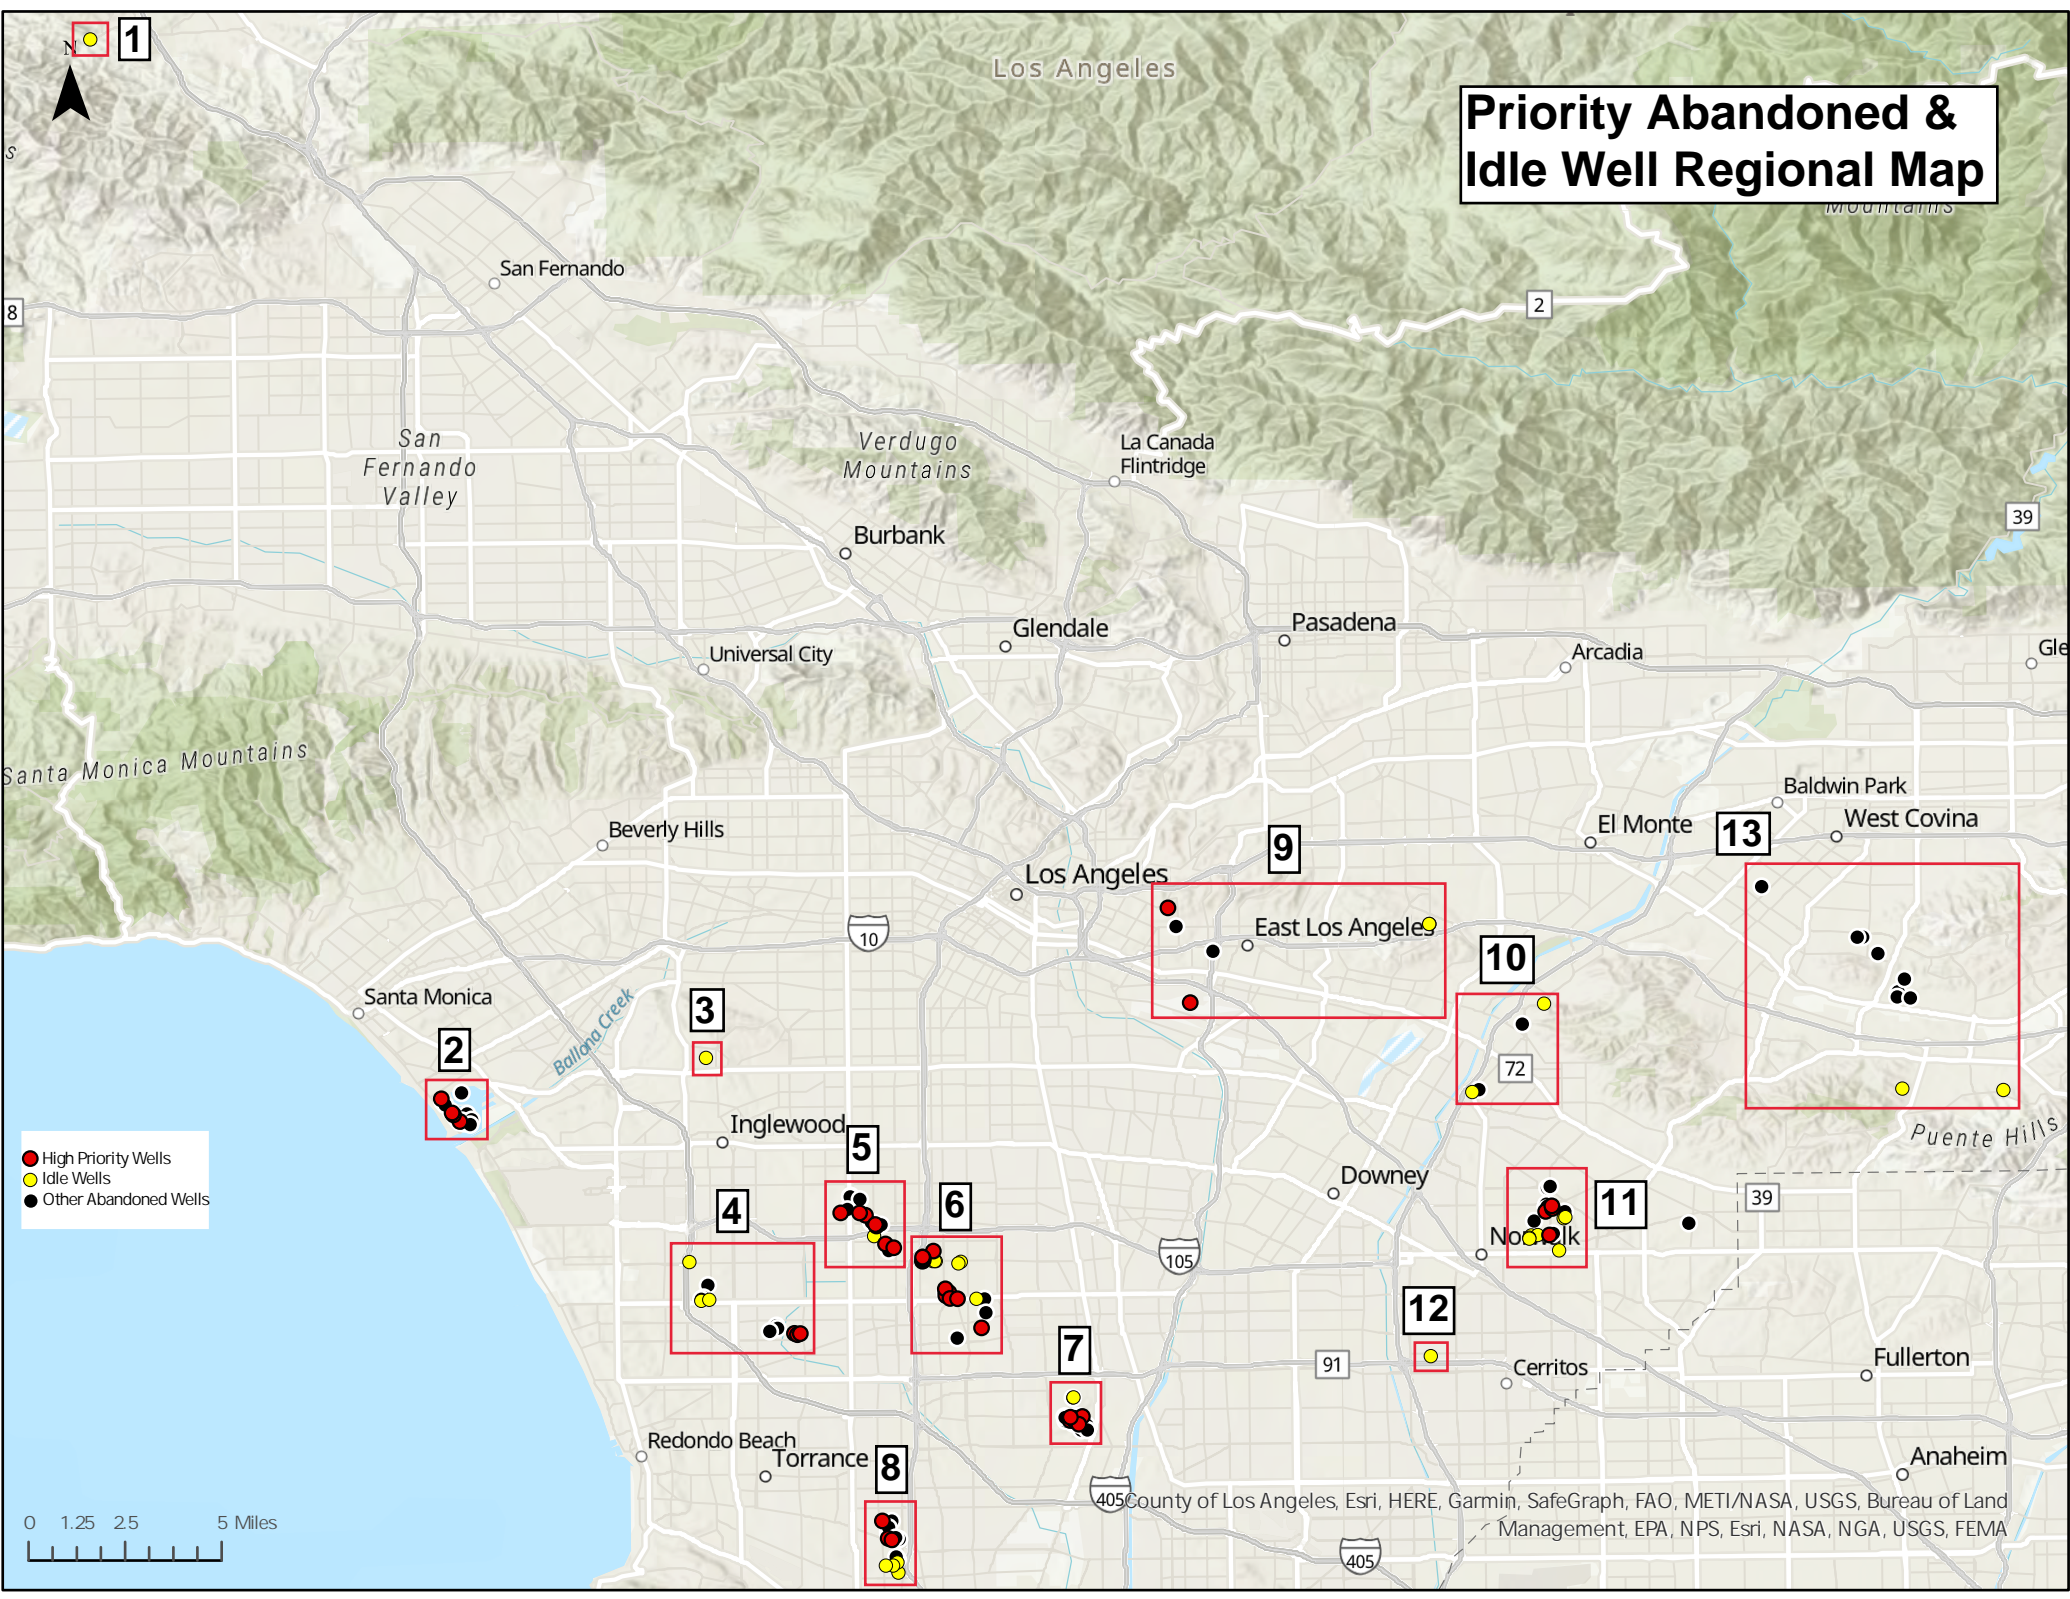 N
1
Los Angeles
Priority Abandoned &
Idle Well Regional Map
Mountains
s
San Fernando
2
8
San
Fernando
Valley
Verdugo
Mountains
La Canada
Flintridge
39
Burbank
Glendale
Pasadena
Universal City
Arcadia
Gle
Santa Monica Mountains
Baldwin Park
Beverly Hills
El Monte
13
West Covina
9
Los Angeles
10
East Los Angeles
10
Santa Monica
Ballona Creek
3
2
72
Inglewood
5
Puente Hills
High Priority Wells
Idle Wells
Other Abandoned Wells
Downey
4
6
11
39
Norwalk
105
12
7
91
Cerritos
Fullerton
Redondo Beach
Torrance
8
Anaheim
405
County of Los Angeles, Esri, HERE, Garmin, SafeGraph, FAO, METI/NASA, USGS, Bureau of Land
Management, EPA, NPS, Esri, NASA, NGA, USGS, FEMA
0 1.25 2.5 5 Miles
405